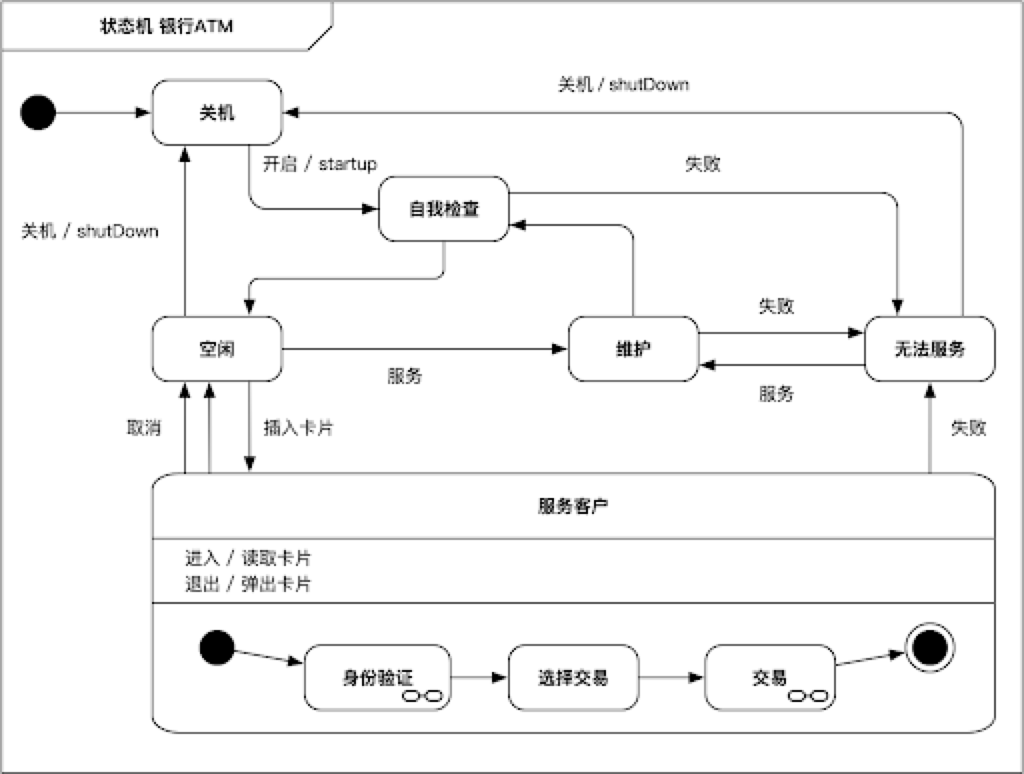 状态机 银行ATM
关机 / shutDown
关机
开启 / startup
失败
自我检查
关机 / shutDown
失败
空闲
维护
无法服务
服务
服务
取消
插入卡片
失败
服务客户
进入 / 读取卡片
退出 / 弹出卡片
身份验证
选择交易
交易